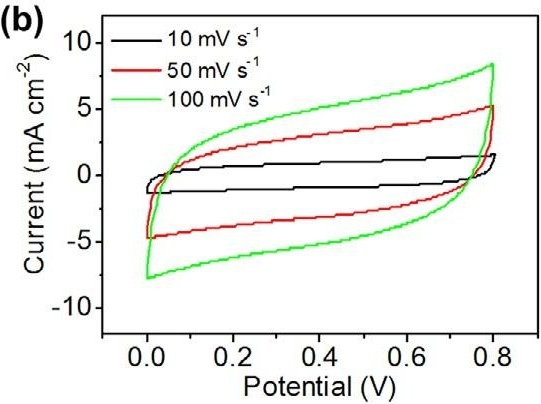 (b)
10 mV s⁻¹
50 mV s⁻¹
100 mV s⁻¹
Current (mA cm⁻²)
10
5
0
-5
-10
0.0 0.2 0.4 0.6 0.8
Potential (V)